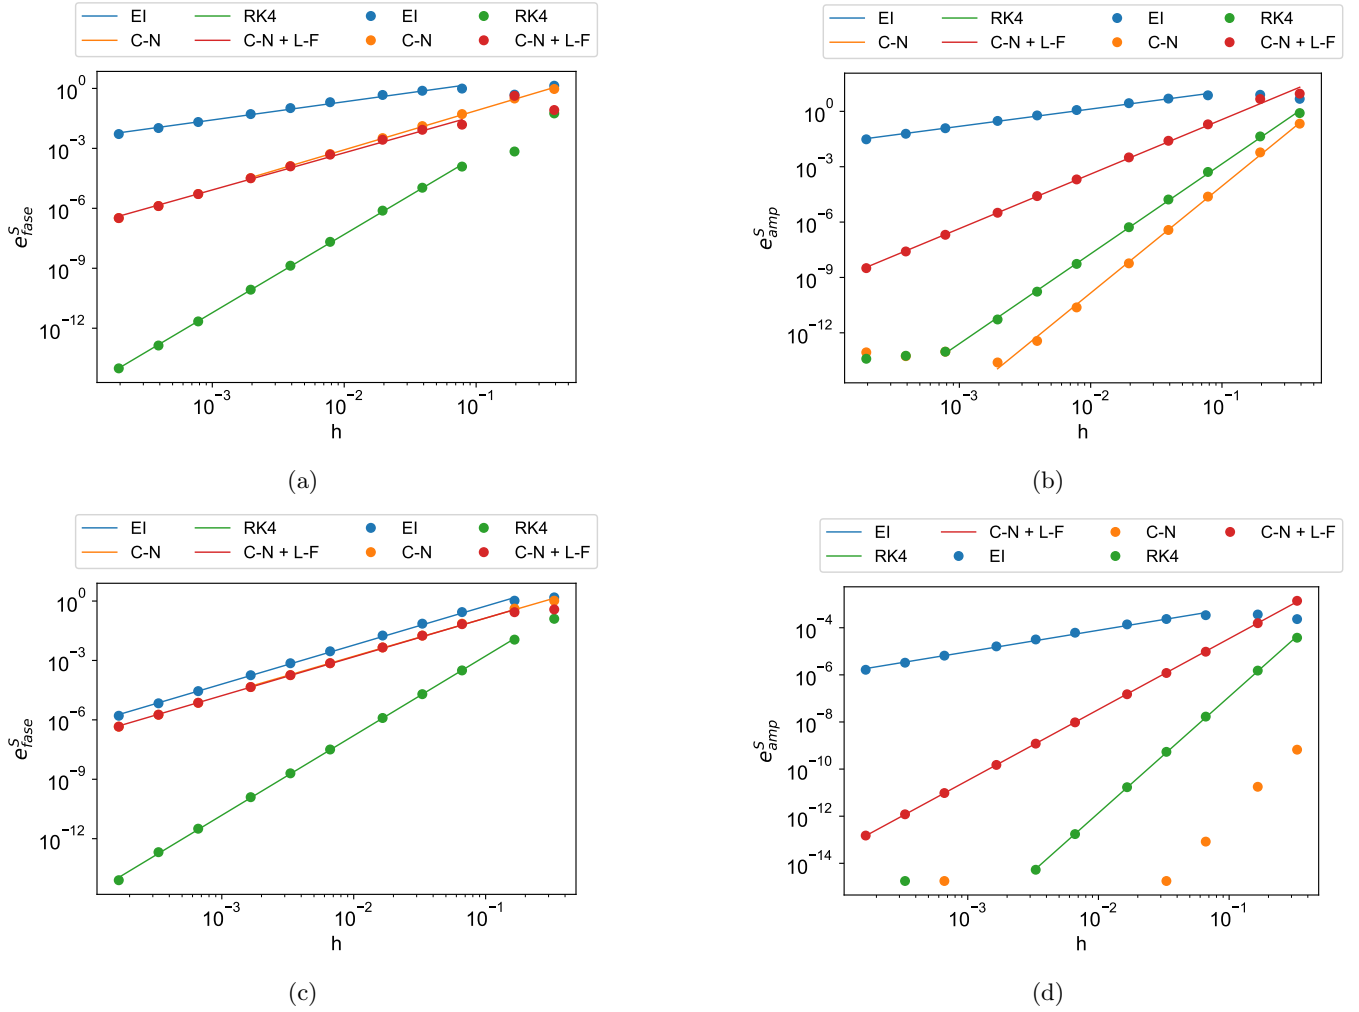 EI RK4 EI RK4
C-N C-N + L-F C-N C-N + L-F
10^0
10^-3
10^-6
10^-9
10^-12
e^S_fase
10^-3 10^-2 10^-1
h
(a)
EI RK4 EI RK4
C-N C-N + L-F C-N C-N + L-F
10^0
10^-3
10^-6
10^-9
10^-12
e^S_amp
10^-3 10^-2 10^-1
h
(b)
EI RK4 EI RK4
C-N C-N + L-F C-N C-N + L-F
10^0
10^-3
10^-6
10^-9
10^-12
e^S_fase
10^-3 10^-2 10^-1
h
(c)
EI C-N + L-F C-N C-N + L-F
RK4 EI RK4
10^-4
10^-6
10^-8
10^-10
10^-12
10^-14
e^S_amp
10^-3 10^-2 10^-1
h
(d)